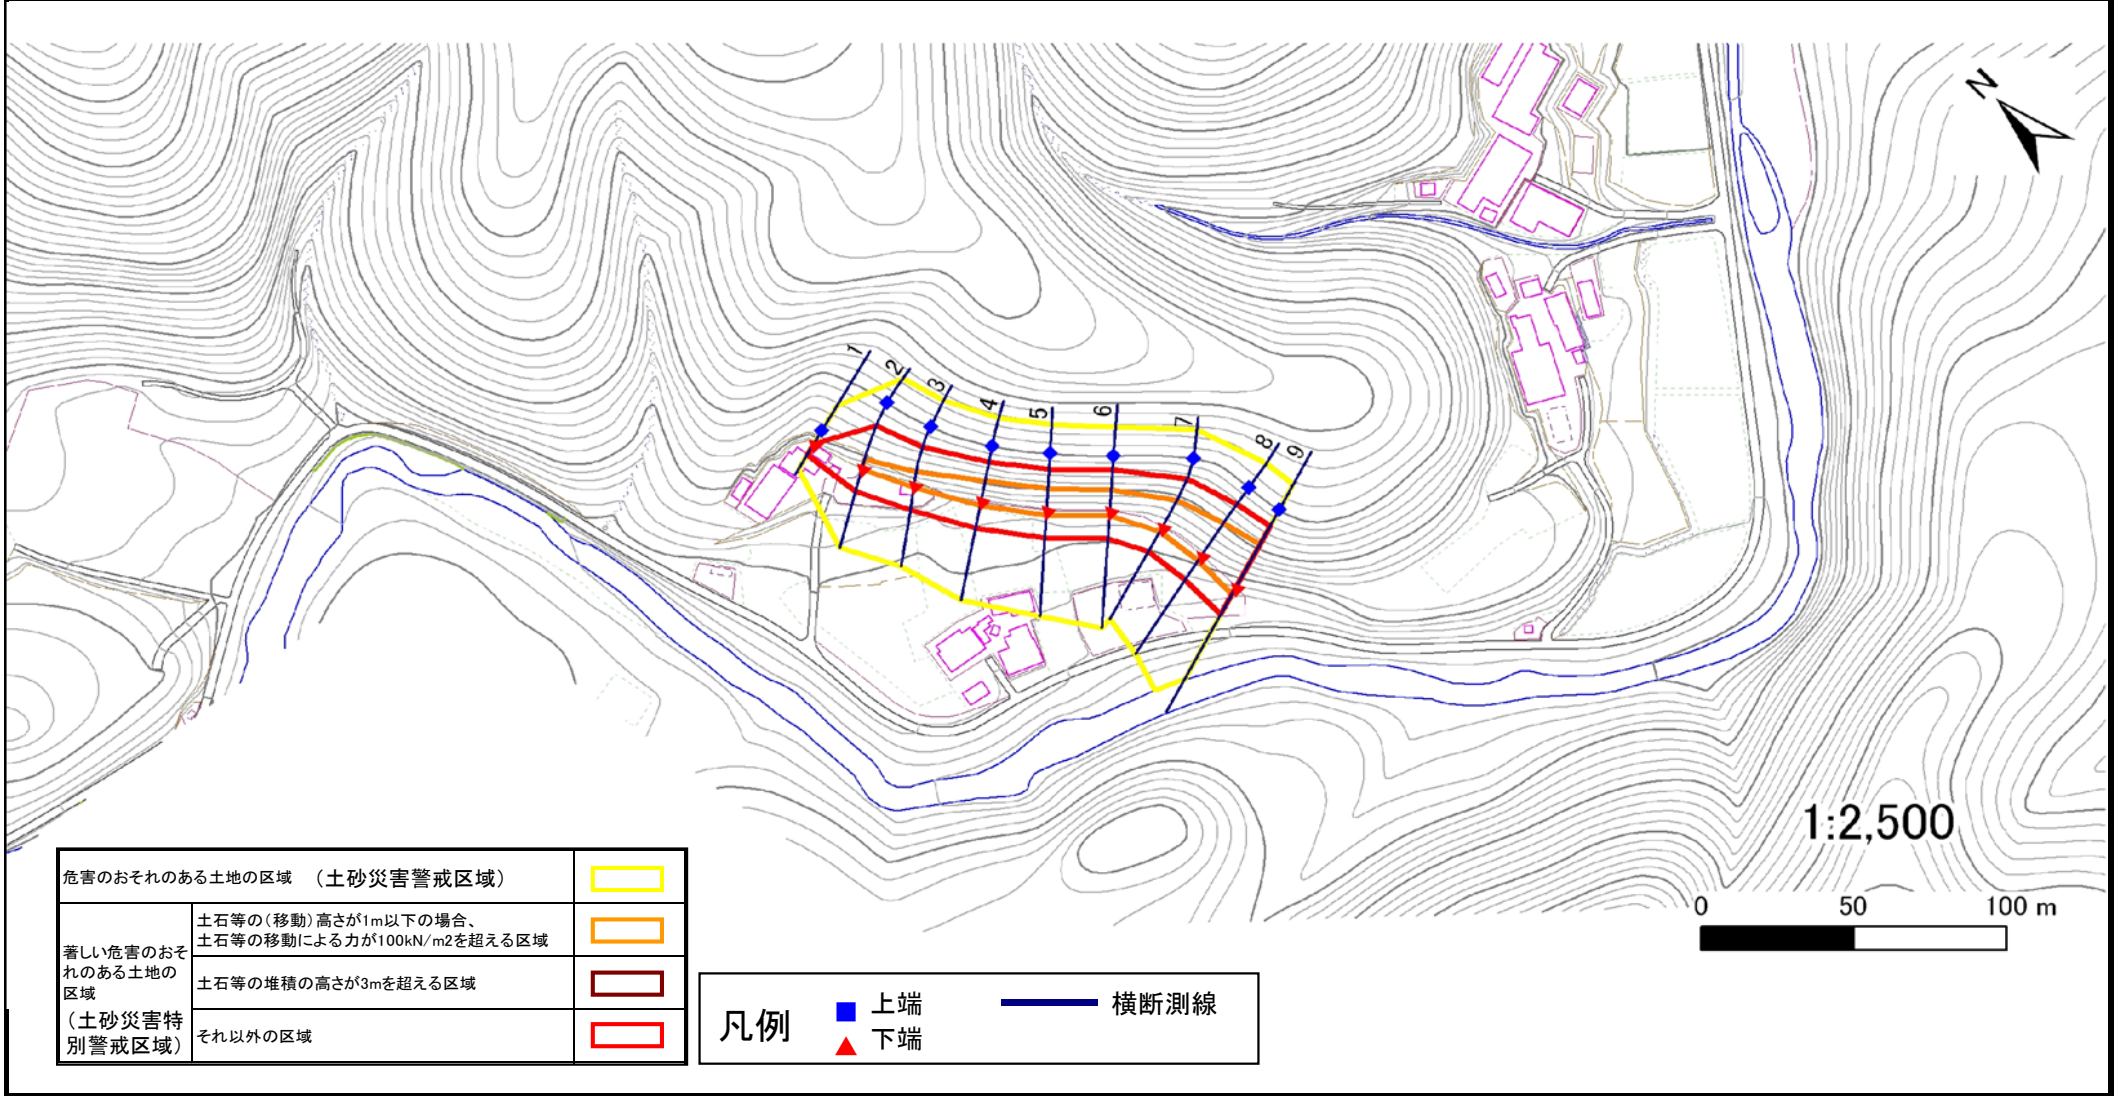 N
1
2
3
4
5
6
7
8
9
1:2,500
0 50 100 m
危害のおそれのある土地の区域 （土砂災害警戒区域）
著しい危害のおそ
れのある土地の
区域
（土砂災害特
別警戒区域）
土石等の（移動）高さが1m以下の場合、
土石等の移動による力が100kN/m2を超える区域
土石等の堆積の高さが3mを超える区域
それ以外の区域
凡例
上端
下端
横断測線